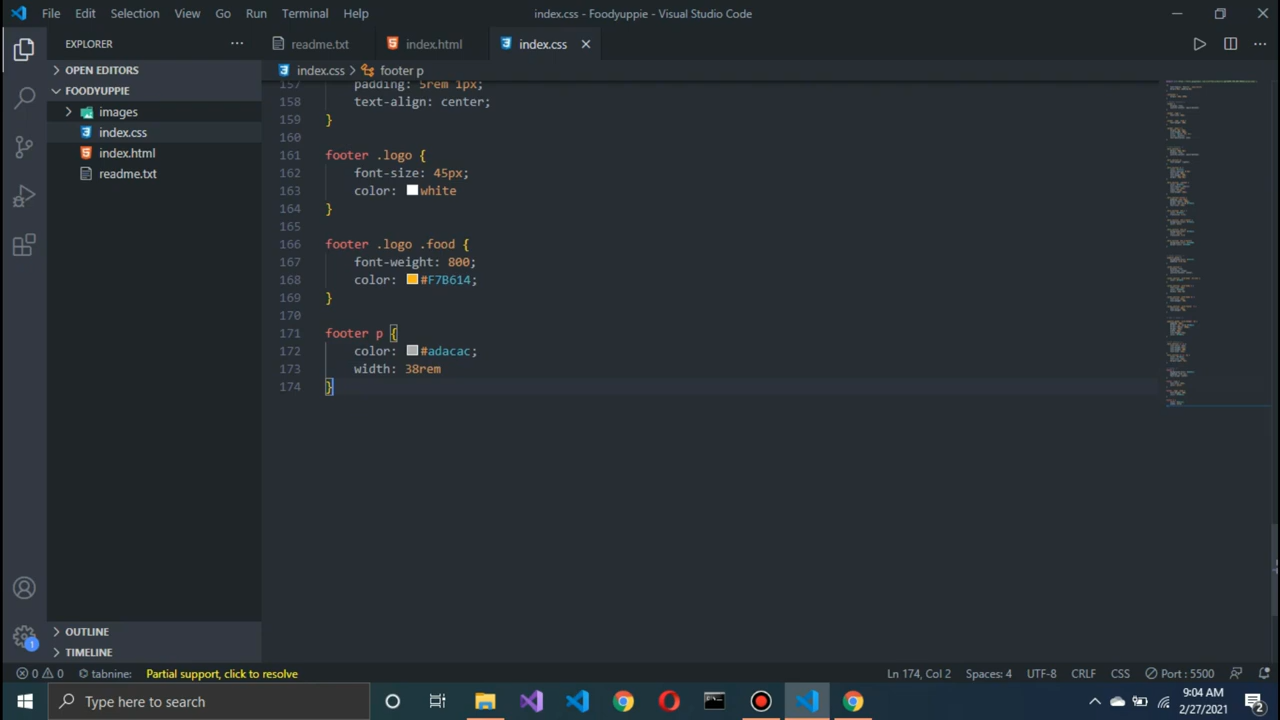 File Edit Selection View Go Run Terminal Help
index.css - Foodyuppie - Visual Studio Code
EXPLORER
readme.txt
index.html
index.css
OPEN EDITORS
FOODYUPPIE
images
index.css
index.html
readme.txt
index.css > footer p
157 padding: 5rem 1px;
158 text-align: center;
159 }
160
161 footer .logo {
162 font-size: 45px;
163 color: white
164 }
165
166 footer .logo .food {
167 font-weight: 800;
168 color: #F7B614;
169 }
170
171 footer p {
172 color: #adacac;
173 width: 38rem
174 }
OUTLINE
TIMELINE
1
0 0 tabnine: Partial support, click to resolve
Ln 174, Col 2 Spaces: 4 UTF-8 CRLF CSS Port : 5500
Type here to search
9:04 AM
2/27/2021
2